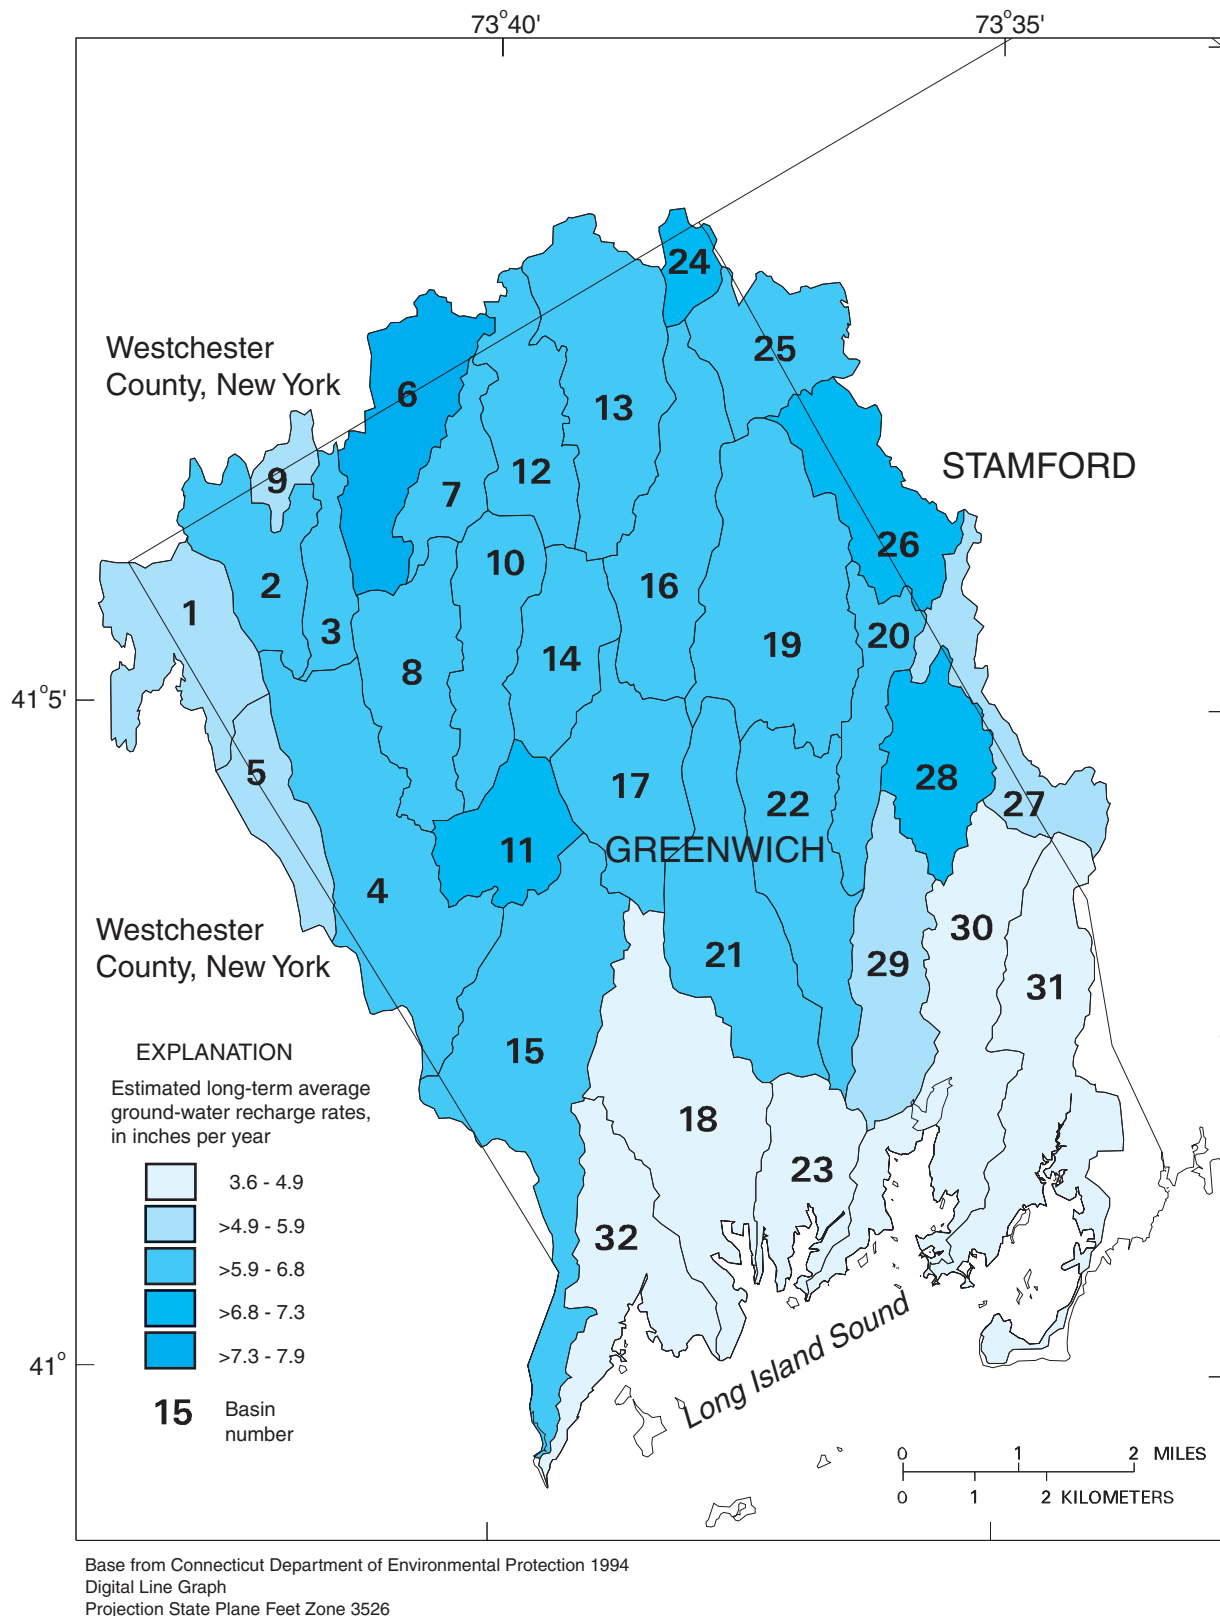 73°40'
73°35'
24
Westchester
County, New York
25
6
13
STAMFORD
12
9
7
26
10
2
16
1
3
20
19
14
8
41°5'
5
28
17
22
27
11
GREENWICH
4
Westchester
County, New York
30
21
29
31
15
EXPLANATION
Estimated long-term average
ground-water recharge rates,
in inches per year
3.6 - 4.9
>4.9 - 5.9
>5.9 - 6.8
>6.8 - 7.3
>7.3 - 7.9
15 Basin
number
18
23
32
Long Island Sound
41°
0 1 2 MILES
0 1 2 KILOMETERS
Base from Connecticut Department of Environmental Protection 1994
Digital Line Graph
Projection State Plane Feet Zone 3526